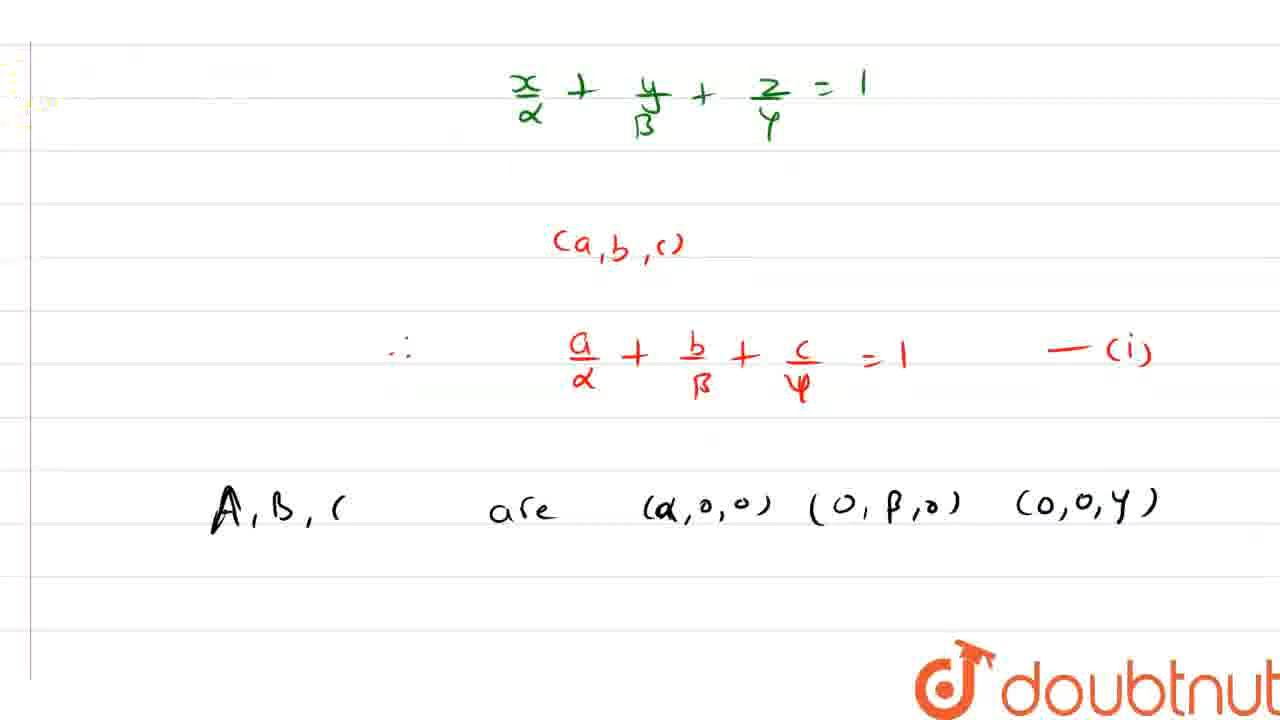 x/α + y/β + z/γ = 1
(a, b, c)
∴ a/α + b/β + c/γ = 1 — (i)
A, B, C are (α, 0, 0) (0, β, 0) (0, 0, γ)
doubtnut